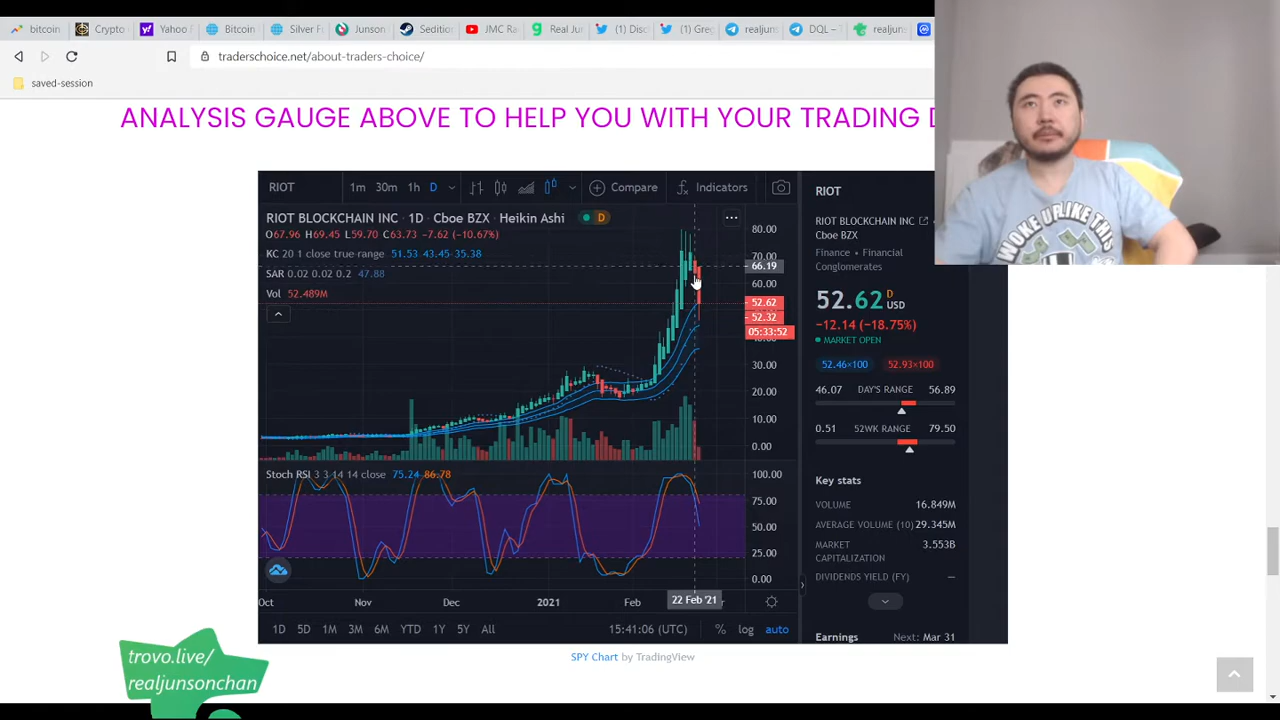 bitcoin
Crypto
Yahoo F
Bitcoin
Silver F
Junson
Sedition
JMC Ra
Real Ju
(1) Disc
(1) Greg
realjuns
DQL –
realjuns
traderschoice.net/about-traders-choice/
saved-session
ANALYSIS GAUGE ABOVE TO HELP YOU WITH YOUR TRADING D
WOKE UP LIKE THIS
RIOT 1m 30m 1h D Compare Indicators
RIOT
RIOT BLOCKCHAIN INC · 1D · Cboe BZX · Heikin Ashi D
O67.96 H69.45 L59.70 C63.73 −7.62 (−10.67%)
KC 20 1 close true-range 51.53 43.45 35.38
SAR 0.02 0.02 0.2 47.88
Vol 52.489M
80.00
70.00
66.19
60.00
52.62
52.32
05:33:52
40.00
30.00
20.00
10.00
0.00
Stoch RSI 3 3 14 14 close 75.24 86.78
100.00
75.00
50.00
25.00
0.00
Oct Nov Dec 2021 Feb 22 Feb '21
1D 5D 1M 3M 6M YTD 1Y 5Y All 15:41:06 (UTC) % log auto
RIOT BLOCKCHAIN INC
Cboe BZX
Finance • Financial
Conglomerates
52.62 D USD
−12.14 (−18.75%)
MARKET OPEN
52.46×100 52.93×100
46.07 DAY'S RANGE 56.89
0.51 52WK RANGE 79.50
Key stats
VOLUME 16.849M
AVERAGE VOLUME (10) 29.345M
MARKET CAPITALIZATION 3.553B
DIVIDENDS YIELD (FY) —
Earnings Next: Mar 31
SPY Chart by TradingView
trovo.live/
realjunsonchan